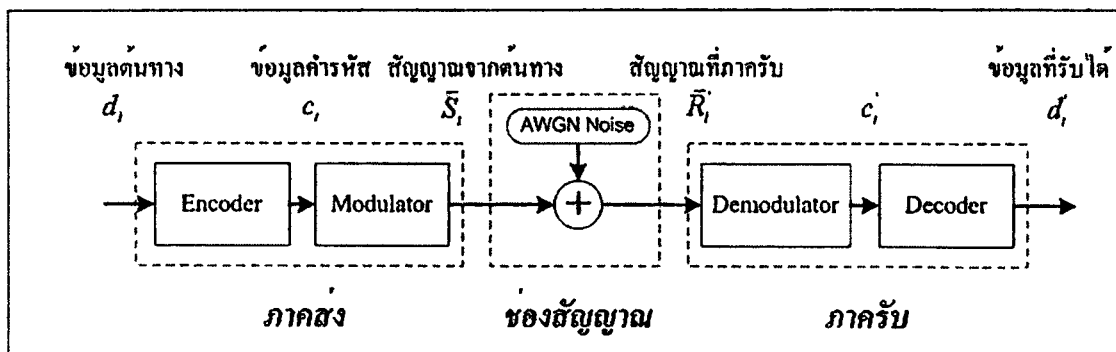 ข้อมูลต้นทาง ข้อมูลคำรหัส สัญญาณจากต้นทาง สัญญาณที่ภาครับ ข้อมูลที่รับได้
d_i c_i S̄_i R̄'_i c'_i d'_i
AWGN Noise
Encoder Modulator + Demodulator Decoder
ภาคส่ง ช่องสัญญาณ ภาครับ